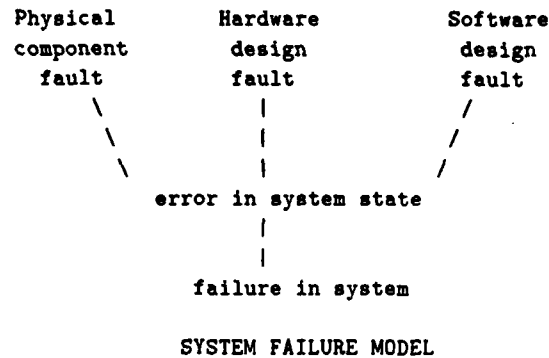 Physical Hardware Software
component design design
fault fault fault
error in system state
failure in system
SYSTEM FAILURE MODEL